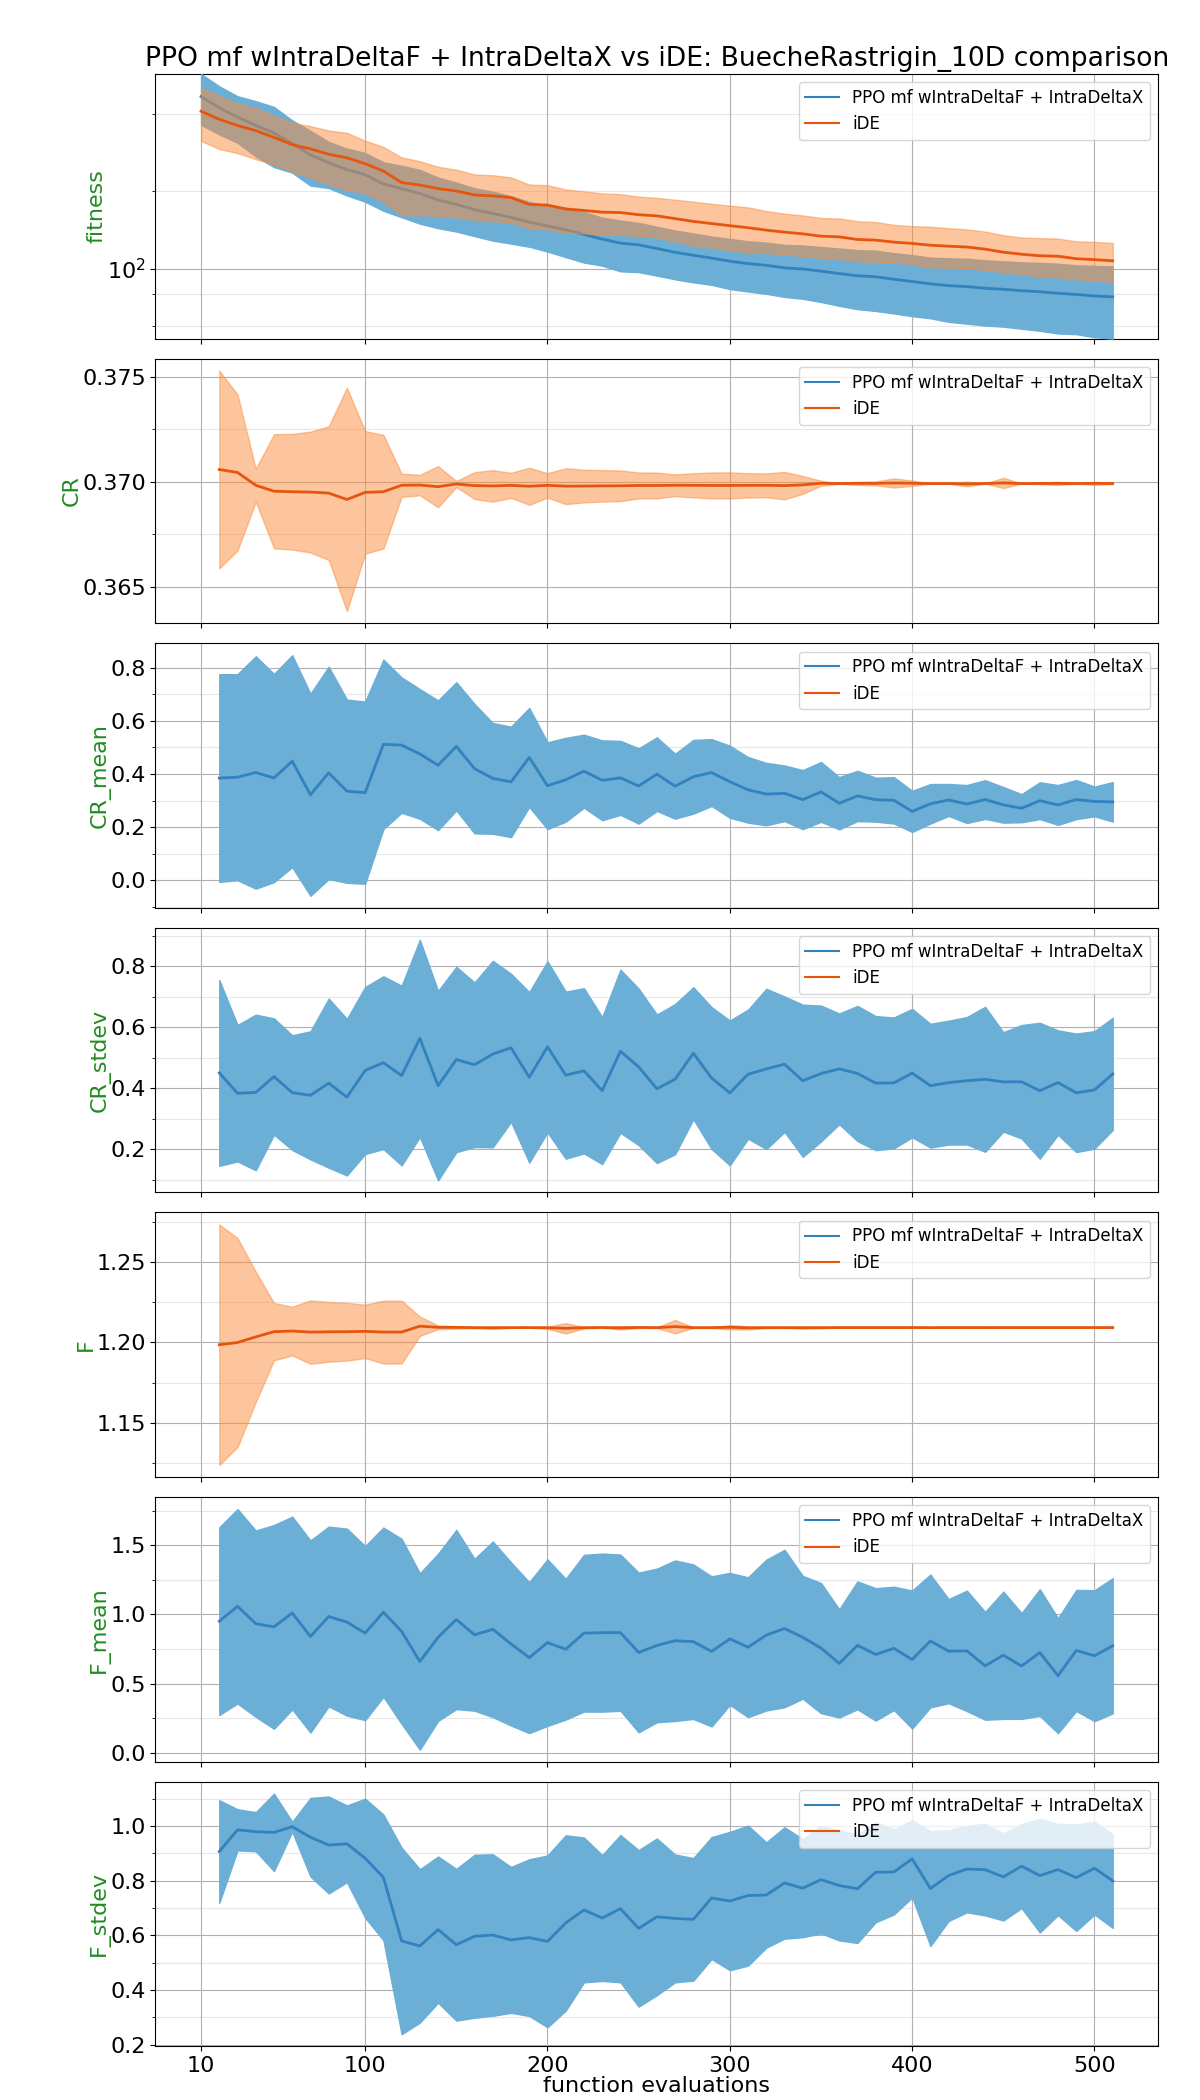 PPO mf wIntraDeltaF + IntraDeltaX vs iDE: BuecheRastrigin_10D comparison
fitness
10²
PPO mf wIntraDeltaF + IntraDeltaX
iDE
CR
0.375
0.370
0.365
PPO mf wIntraDeltaF + IntraDeltaX
iDE
CR_mean
0.8
0.6
0.4
0.2
0.0
PPO mf wIntraDeltaF + IntraDeltaX
iDE
CR_stdev
0.8
0.6
0.4
0.2
PPO mf wIntraDeltaF + IntraDeltaX
iDE
F
1.25
1.20
1.15
PPO mf wIntraDeltaF + IntraDeltaX
iDE
F_mean
1.5
1.0
0.5
0.0
PPO mf wIntraDeltaF + IntraDeltaX
iDE
F_stdev
1.0
0.8
0.6
0.4
0.2
PPO mf wIntraDeltaF + IntraDeltaX
iDE
10 100 200 300 400 500
function evaluations